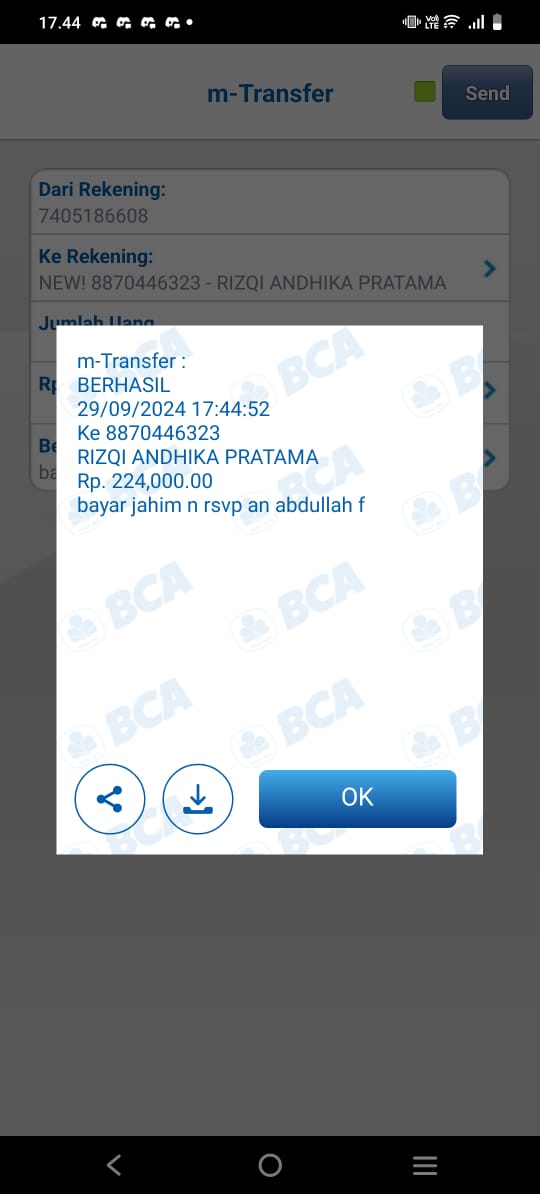 17.44
Vo)
LTE
m-Transfer
Send
Dari Rekening:
7405186608
Ke Rekening:
NEW! 8870446323 - RIZQI ANDHIKA PRATAMA
Jumlah Uang
Rp
Be
ba
m-Transfer :
BERHASIL
29/09/2024 17:44:52
Ke 8870446323
RIZQI ANDHIKA PRATAMA
Rp. 224,000.00
bayar jahim n rsvp an abdullah f
BCA
OK